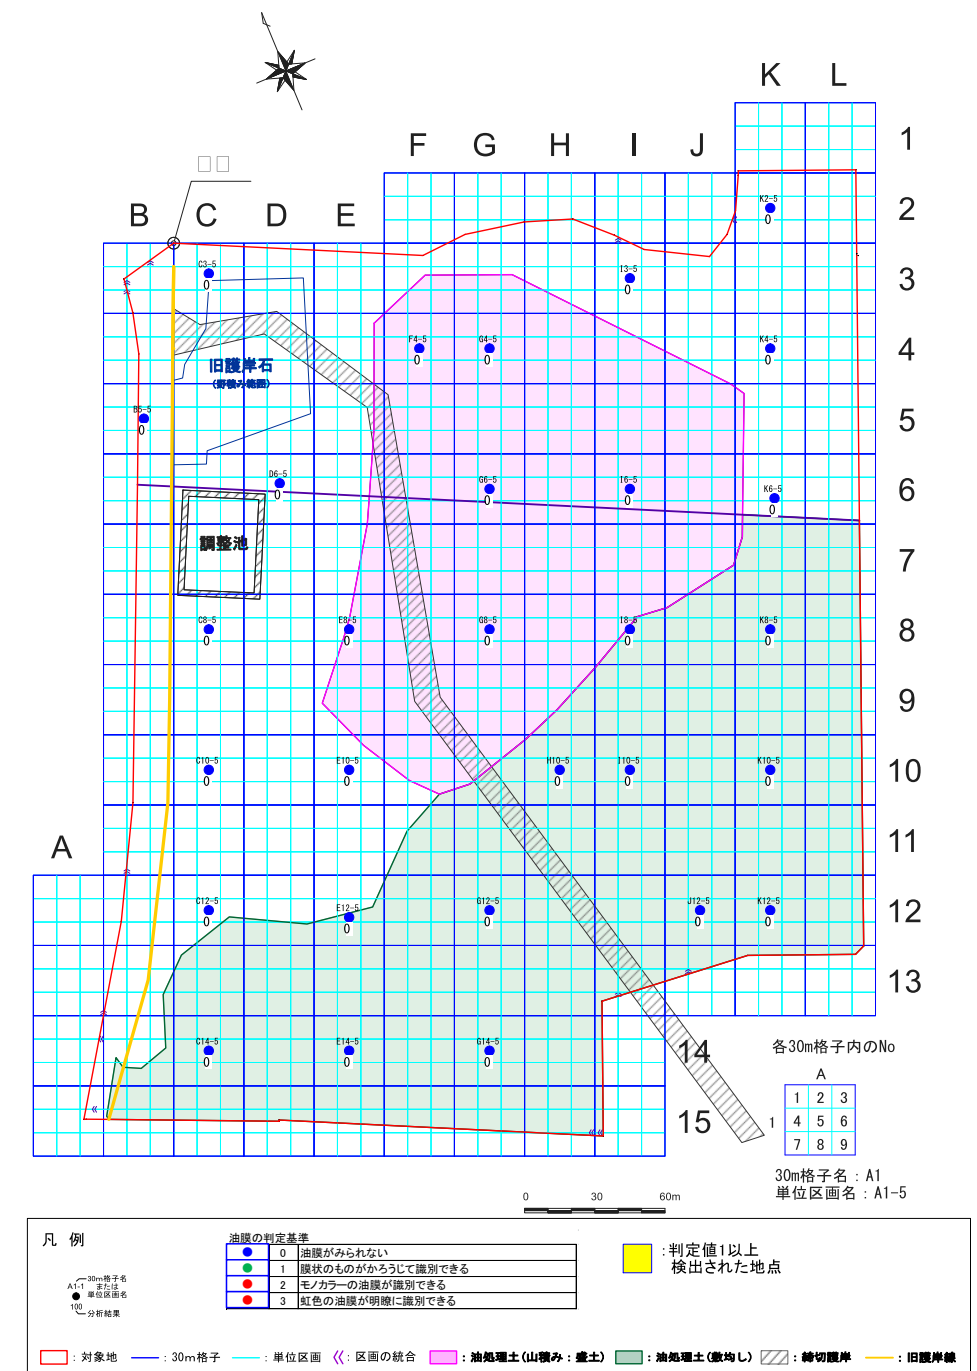 K L
1
F G H I J
□□
K2-5
0
2
B C D E
C3-5
0
I3-5
0
3
F4-5
0
G4-5
0
K4-5
0
4
旧護岸石
(野積み範囲)
B5-5
0
5
D6-5
0
G6-5
0
I6-5
0
K6-5
0
6
調整池
7
C8-5
0
E8-5
0
G8-5
0
I8-5
0
K8-5
0
8
9
C10-5
0
E10-5
0
H10-5
0
I10-5
0
K10-5
0
10
A
11
C12-5
0
E12-5
0
G12-5
0
J12-5
0
K12-5
0
12
13
C14-5
0
E14-5
0
G14-5
0
14
15
各30m格子内のNo
A
1 2 3
1 4 5 6
7 8 9
30m格子名 : A1
単位区画名 : A1-5
0 30 60m
凡 例
30m格子名
または
単位区画名
A1-1
100
分析結果
油膜の判定基準
0 油膜がみられない
1 膜状のものがかろうじて識別できる
2 モノカラーの油膜が識別できる
3 虹色の油膜が明瞭に識別できる
:判定値1以上
検出された地点
: 対象地
: 30m格子
: 単位区画
: 区画の統合
: 油処理土(山積み : 盛土)
: 油処理土(敷均し)
: 締切護岸
: 旧護岸線